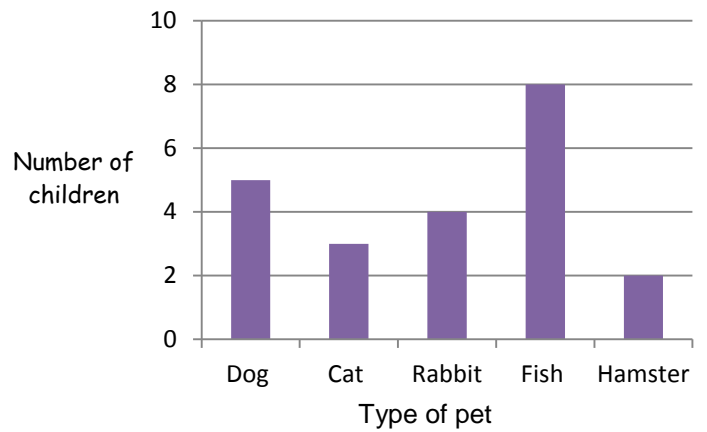 10
8
6
4
2
0
Number of
children
Dog Cat Rabbit Fish Hamster
Type of pet